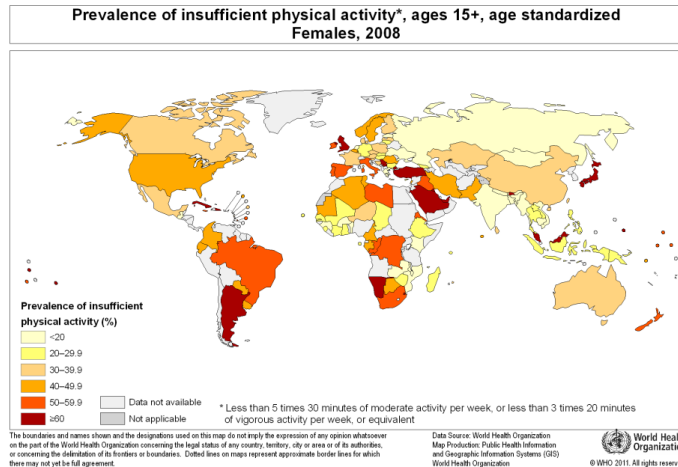 Prevalence of insufficient physical activity*, ages 15+, age standardized
Females, 2008
Prevalence of insufficient
physical activity (%)
<20
20–29.9
30–39.9
40–49.9
50–59.9
≥60
Data not available
Not applicable
* Less than 5 times 30 minutes of moderate activity per week, or less than 3 times 20 minutes
of vigorous activity per week, or equivalent
The boundaries and names shown and the designations used on this map do not imply the expression of any opinion whatsoever
on the part of the World Health Organization concerning the legal status of any country, territory, city or area or of its authorities,
or concerning the delimitation of its frontiers or boundaries. Dotted lines on maps represent approximate border lines for which
there may not yet be full agreement.
Data Source: World Health Organization
Map Production: Public Health Information
and Geographic Information Systems (GIS)
World Health Organization
World Heal
Organizatio
© WHO 2011. All rights reserv